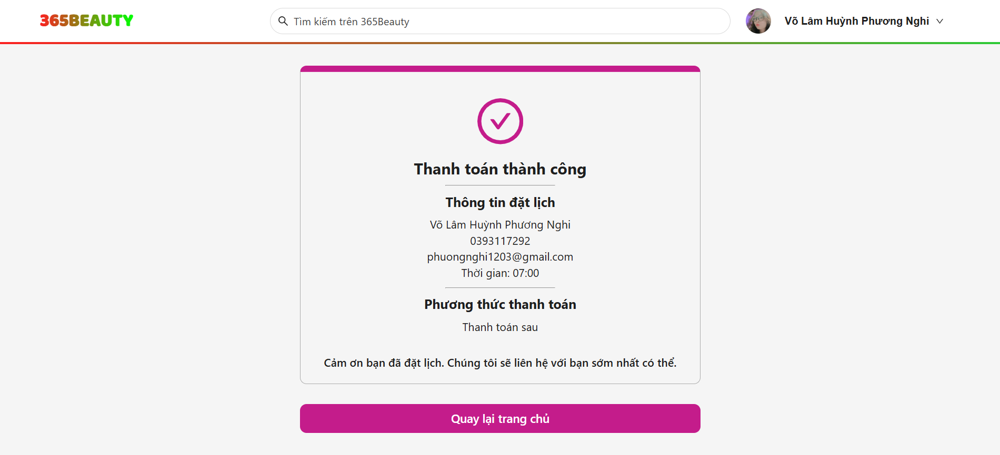 365BEAUTY
Tìm kiếm trên 365Beauty
Võ Lâm Huỳnh Phương Nghi
Thanh toán thành công
Thông tin đặt lịch
Võ Lâm Huỳnh Phương Nghi
0393117292
phuongnghi1203@gmail.com
Thời gian: 07:00
Phương thức thanh toán
Thanh toán sau
Cảm ơn bạn đã đặt lịch. Chúng tôi sẽ liên hệ với bạn sớm nhất có thể.
Quay lại trang chủ